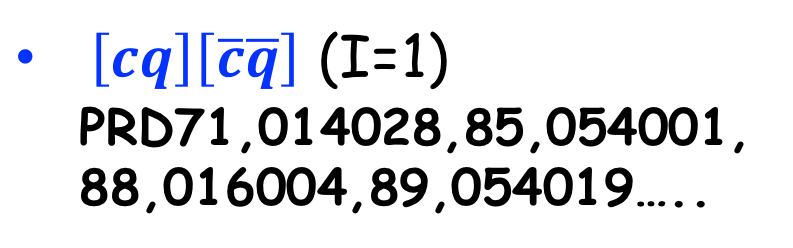 • [cq][c̅q̅] (I=1)
PRD71,014028,85,054001,
88,016004,89,054019…..